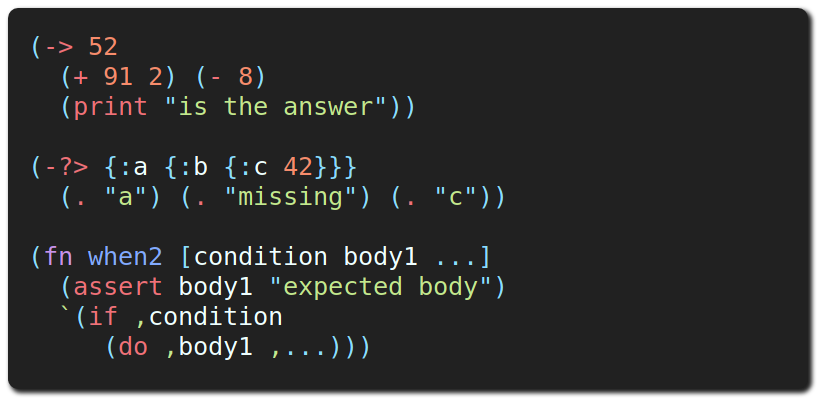 (-> 52
  (+ 91 2) (- 8)
  (print "is the answer"))

(-?> {:a {:b {:c 42}}}
  (. "a") (. "missing") (. "c"))

(fn when2 [condition body1 ...]
  (assert body1 "expected body")
  `(if ,condition
     (do ,body1 ,...)))